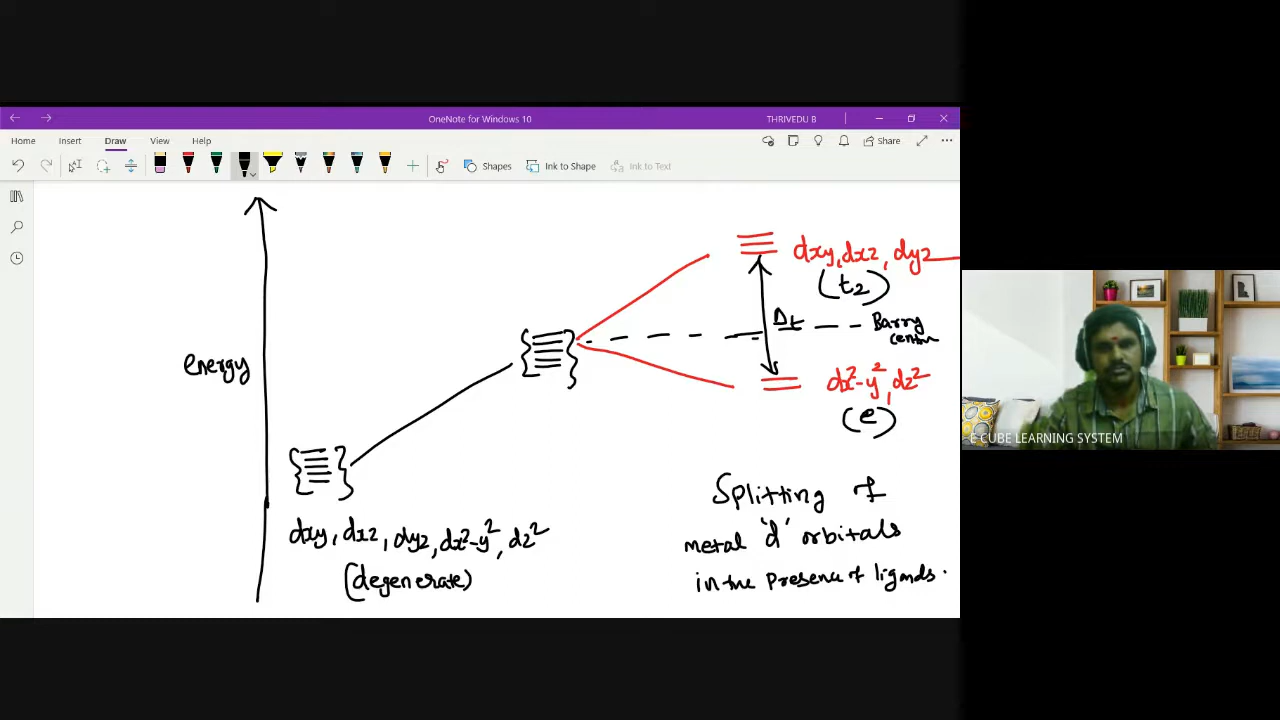 OneNote for Windows 10
THRIVEDU B
Home Insert Draw View Help
Share
Shapes
Ink to Shape
Ink to Text
dxy, dxz, dyz
(t2)
Δt
Barry
centre
energy
dx²-y², dz²
(e)
E CUBE LEARNING SYSTEM
Splitting of
metal 'd' orbitals
in the presence of ligands.
dxy, dxz, dyz, dx²-y², dz²
(degenerate)